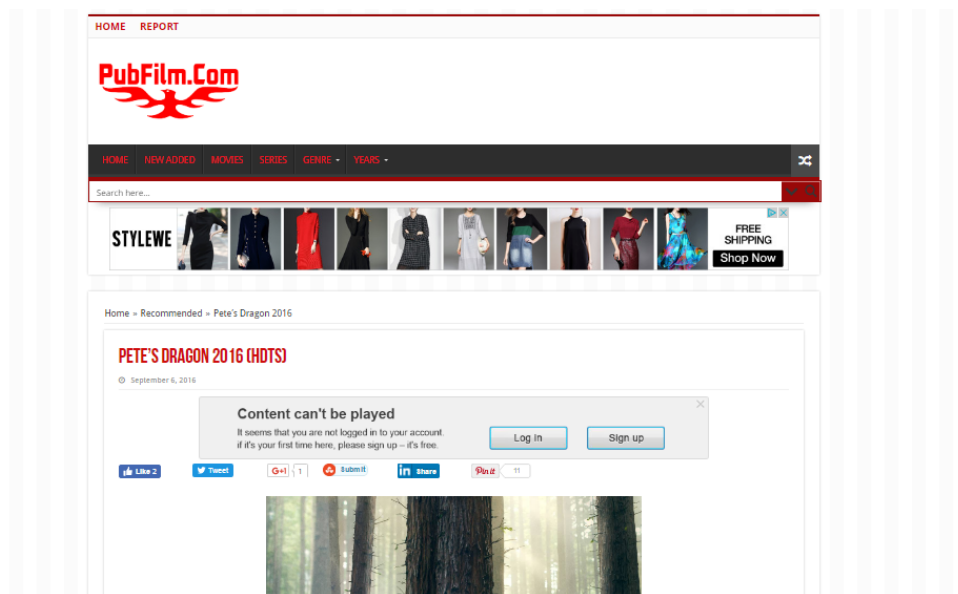 HOME REPORT
PubFilm.Com
HOME NEW ADDED MOVIES SERIES GENRE YEARS
Search here...
STYLEWE
FREE
SHIPPING
Shop Now
Home » Recommended » Pete's Dragon 2016
PETE'S DRAGON 2016 (HDTS)
September 6, 2016
Content can't be played
It seems that you are not logged in to your account.
if it's your first time here, please sign up – it's free.
Log in Sign up
Like 2 Tweet G+1 1 Submit in Share Pin it 11